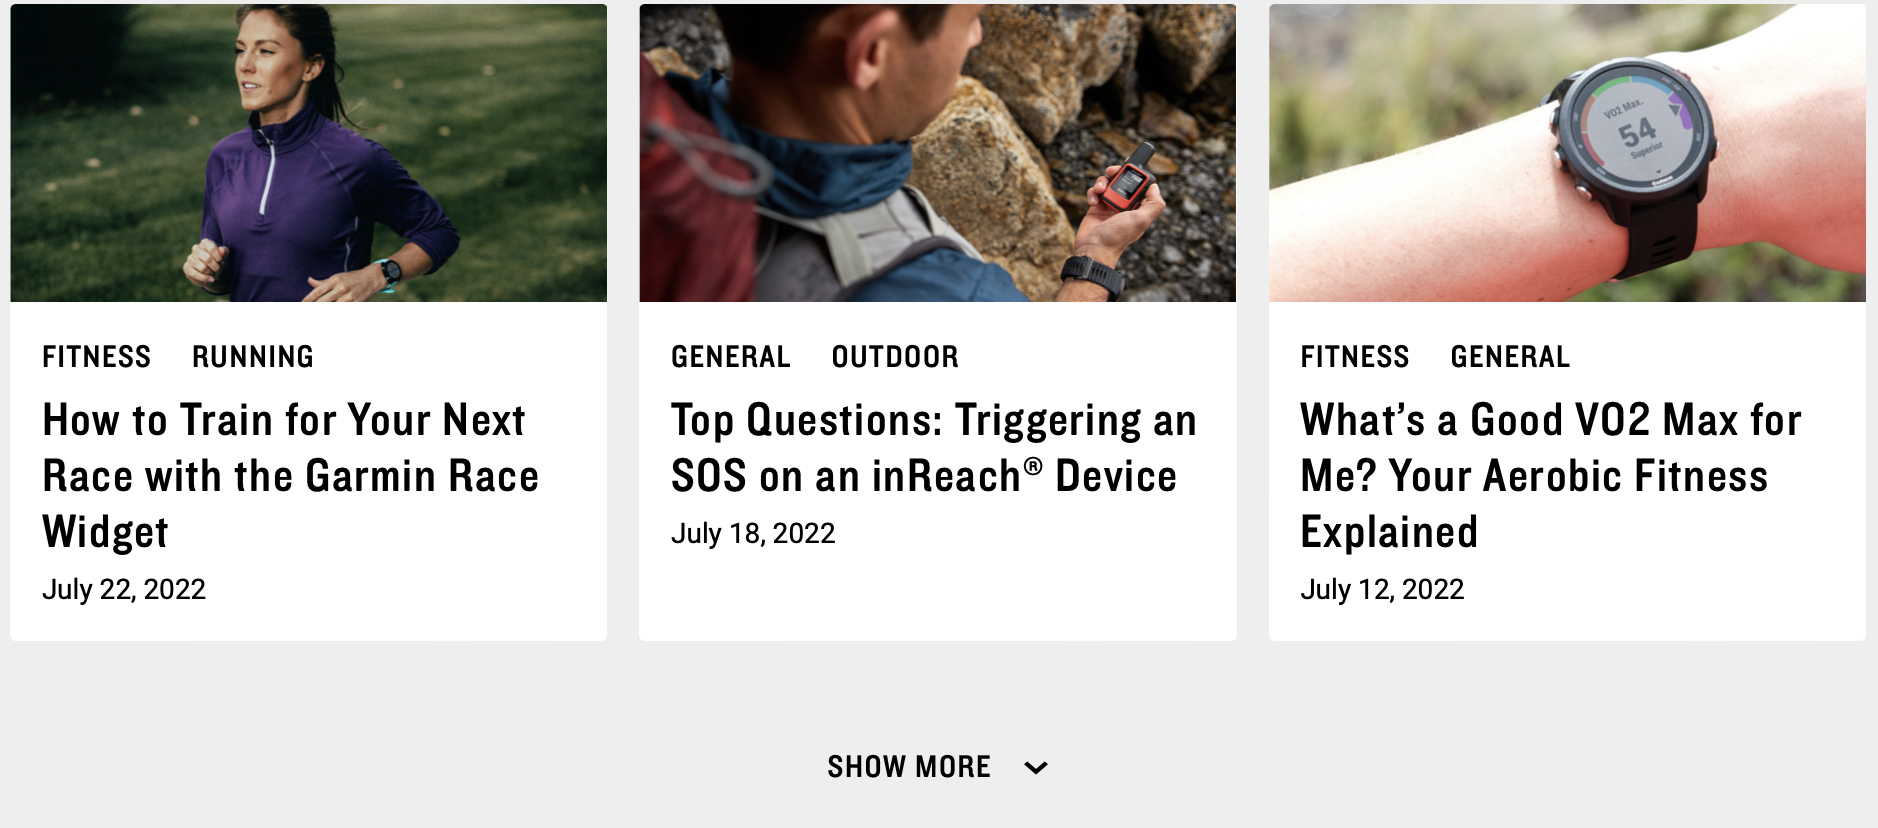 VO2 Max.
54
Superior
GARMIN
FITNESS RUNNING
How to Train for Your Next
Race with the Garmin Race
Widget
July 22, 2022
GENERAL OUTDOOR
Top Questions: Triggering an
SOS on an inReach® Device
July 18, 2022
FITNESS GENERAL
What’s a Good VO2 Max for
Me? Your Aerobic Fitness
Explained
July 12, 2022
SHOW MORE